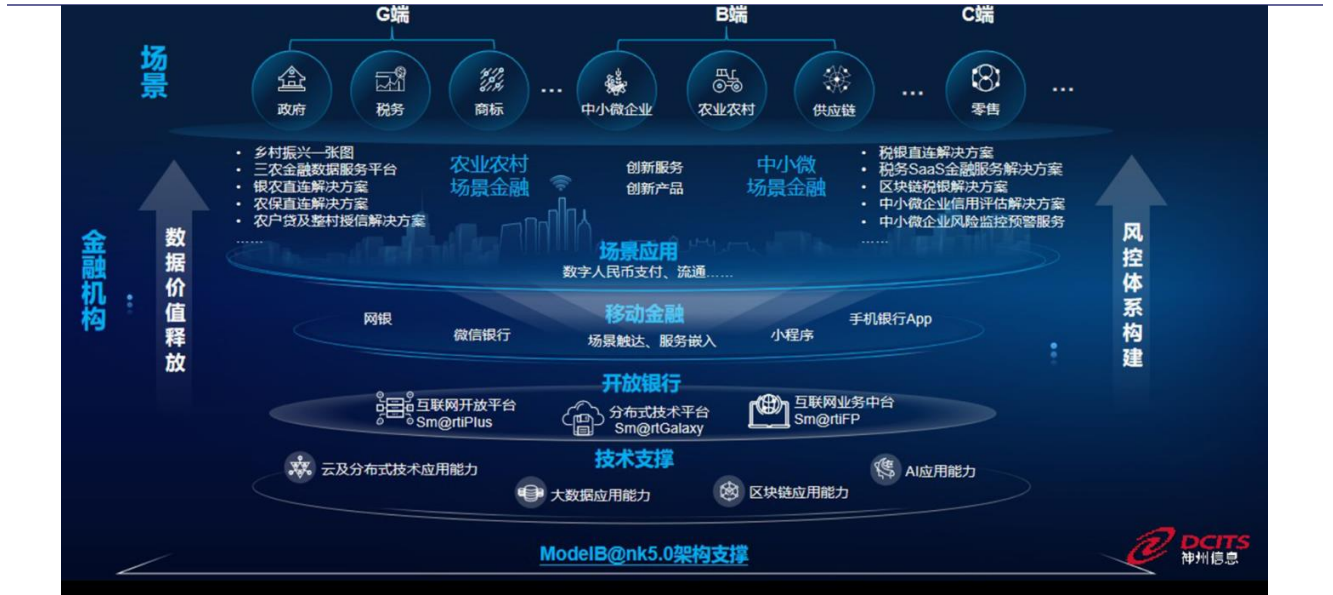 G端
B端
C端
场景
政府
税务
商标
...
中小微企业
农业农村
供应链
...
零售
...
• 乡村振兴一张图
• 三农金融数据服务平台
• 银农直连解决方案
• 农保直连解决方案
• 农户贷及整村授信解决方案
......
农业农村
场景金融
创新服务
创新产品
中小微
场景金融
• 税银直连解决方案
• 税务SaaS金融服务解决方案
• 区块链税银解决方案
• 中小微企业信用评估解决方案
• 中小微企业风险监控预警服务
......
金融机构
数据价值释放
风控体系构建
场景应用
数字人民币支付、流通......
移动金融
网银
微信银行
场景触达、服务嵌入
小程序
手机银行App
开放银行
互联网开放平台
Sm@rtiPlus
分布式技术平台
Sm@rtGalaxy
互联网业务中台
Sm@rtiFP
技术支撑
云及分布式技术应用能力
大数据应用能力
区块链应用能力
AI应用能力
ModelB@nk5.0架构支撑
DCITS
神州信息